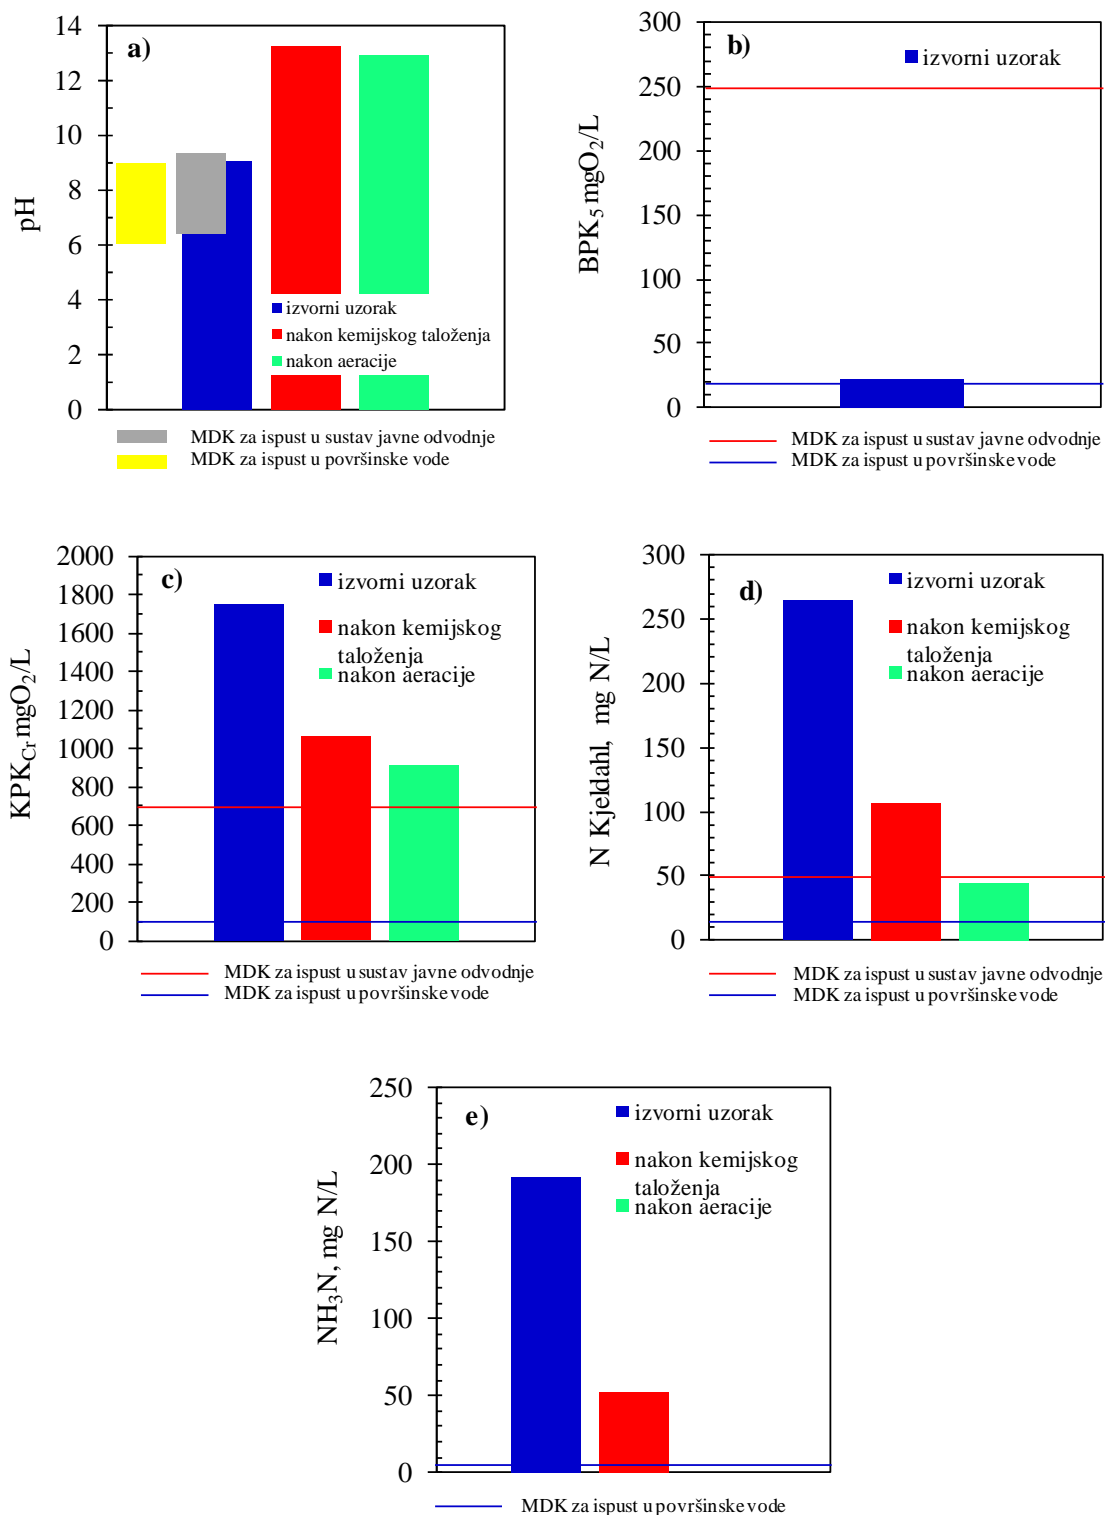 a)
14
12
10
8
6
4
2
0
pH
izvorni uzorak
nakon kemijskog taloženja
nakon aeracije
MDK za ispust u sustav javne odvodnje
MDK za ispust u površinske vode
b)
300
250
200
150
100
50
0
BPK5 mgO2/L
izvorni uzorak
MDK za ispust u sustav javne odvodnje
MDK za ispust u površinske vode
c)
2000
1800
1600
1400
1200
1000
800
600
400
200
0
KPKCr mgO2/L
izvorni uzorak
nakon kemijskog
taloženja
nakon aeracije
MDK za ispust u sustav javne odvodnje
MDK za ispust u površinske vode
d)
300
250
200
150
100
50
0
N Kjeldahl, mg N/L
izvorni uzorak
nakon kemijskog
taloženja
nakon aeracije
MDK za ispust u sustav javne odvodnje
MDK za ispust u površinske vode
e)
250
200
150
100
50
0
NH3N, mg N/L
izvorni uzorak
nakon kemijskog
taloženja
nakon aeracije
MDK za ispust u površinske vode